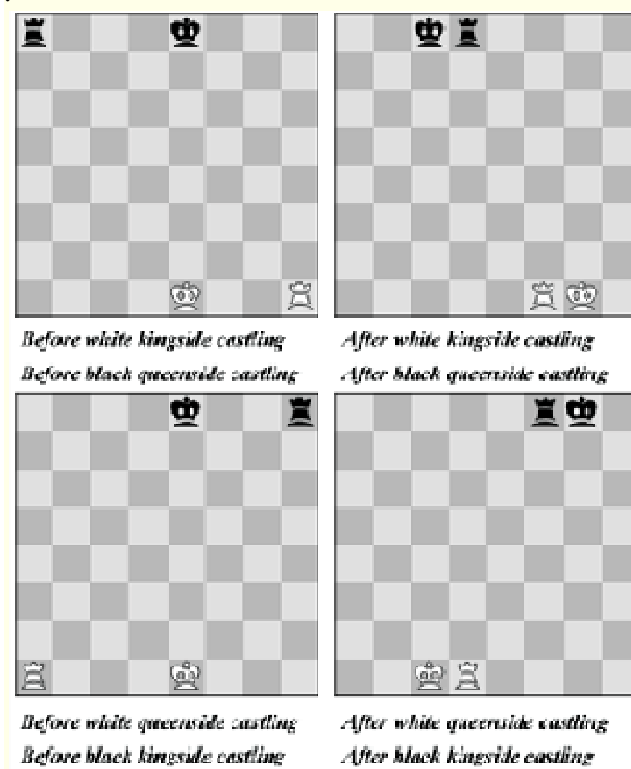 Before white kingside castling
After white kingside castling
Before black queenside castling
After black queenside castling
Before white queenside castling
After white queenside castling
Before black kingside castling
After black kingside castling